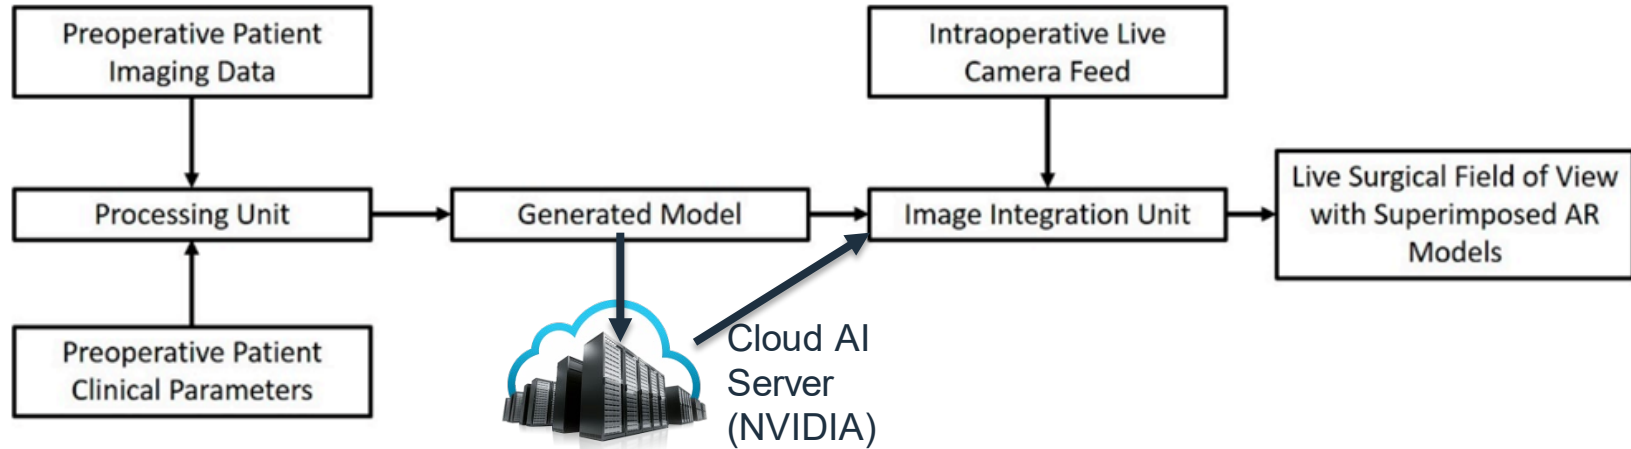 Preoperative Patient
Imaging Data
Intraoperative Live
Camera Feed
Processing Unit
Generated Model
Image Integration Unit
Live Surgical Field of View
with Superimposed AR
Models
Preoperative Patient
Clinical Parameters
Cloud AI
Server
(NVIDIA)